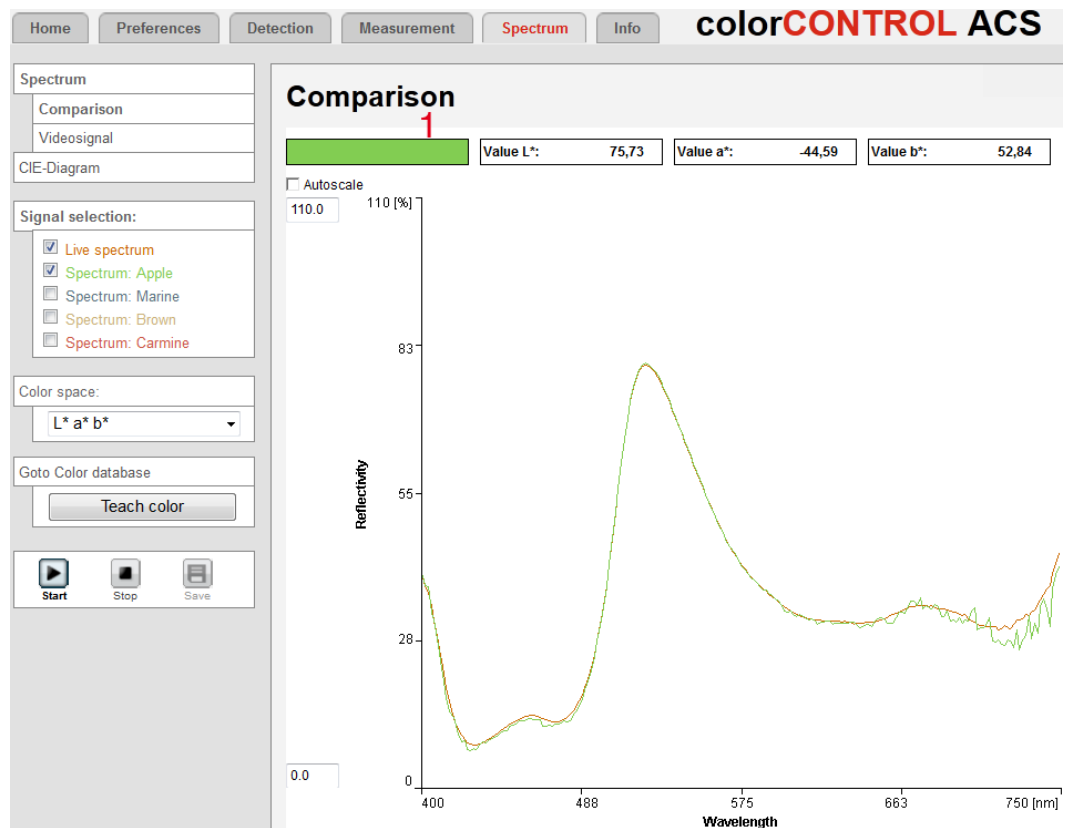 Home Preferences Detection Measurement Spectrum Info colorCONTROL ACS
Spectrum
Comparison
Videosignal
CIE-Diagram
Signal selection:
Live spectrum
Spectrum: Apple
Spectrum: Marine
Spectrum: Brown
Spectrum: Carmine
Color space:
L* a* b*
Goto Color database
Teach color
Start Stop Save
Comparison
1
Value L*: 75,73 Value a*: -44,59 Value b*: 52,84
Autoscale
110.0
110 [%]
83
55
28
0
0.0
Reflectivity
400 488 575 663 750 [nm]
Wavelength